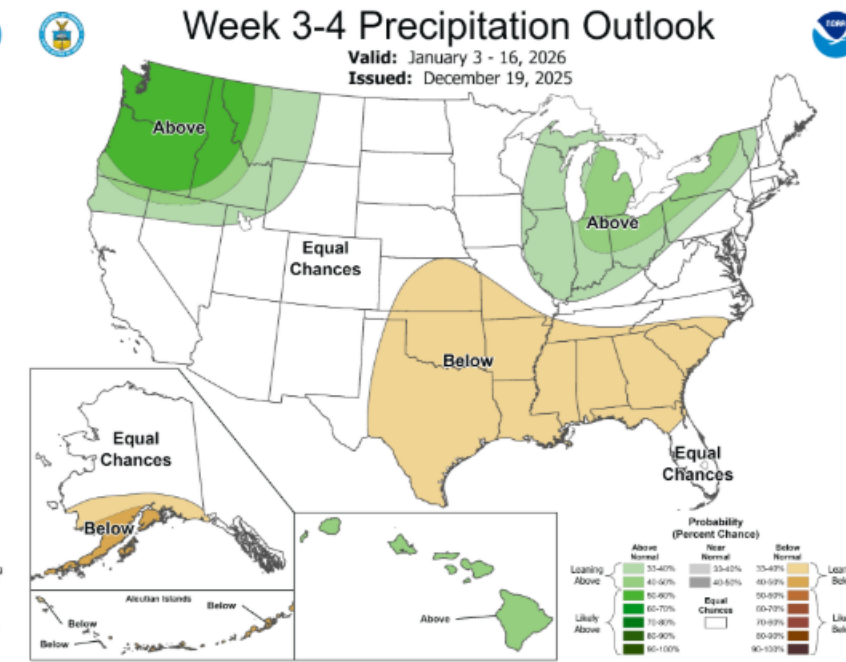 Week 3-4 Precipitation Outlook
Valid: January 3 - 16, 2026
Issued: December 19, 2025
NOAA
Above
Above
Equal
Chances
Below
Equal
Chances
Equal
Chances
Below
Aleutian Islands
Below
Below
Below
Above
Probability
(Percent Chance)
Above
Normal
Near
Normal
Below
Normal
Leaning
Above
33-40%
40-50%
Likely
Above
50-60%
60-70%
70-80%
80-90%
90-100%
33-40%
40-50%
Equal
Chances
33-40%
40-50%
50-60%
60-70%
70-80%
80-90%
90-100%